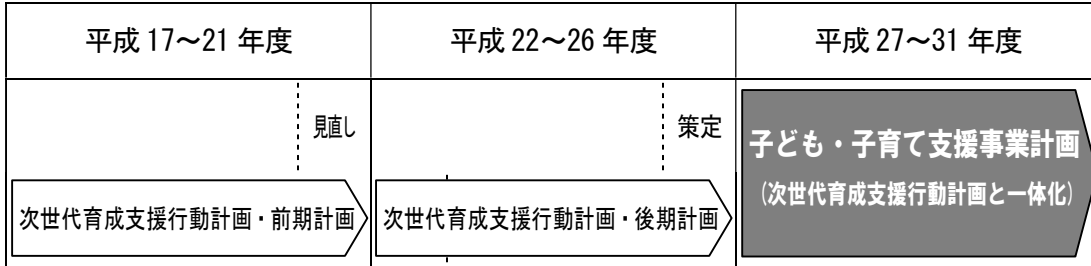 平成 17～21 年度
平成 22～26 年度
平成 27～31 年度
見直し
策定
子ども・子育て支援事業計画
(次世代育成支援行動計画と一体化)
次世代育成支援行動計画・前期計画
次世代育成支援行動計画・後期計画